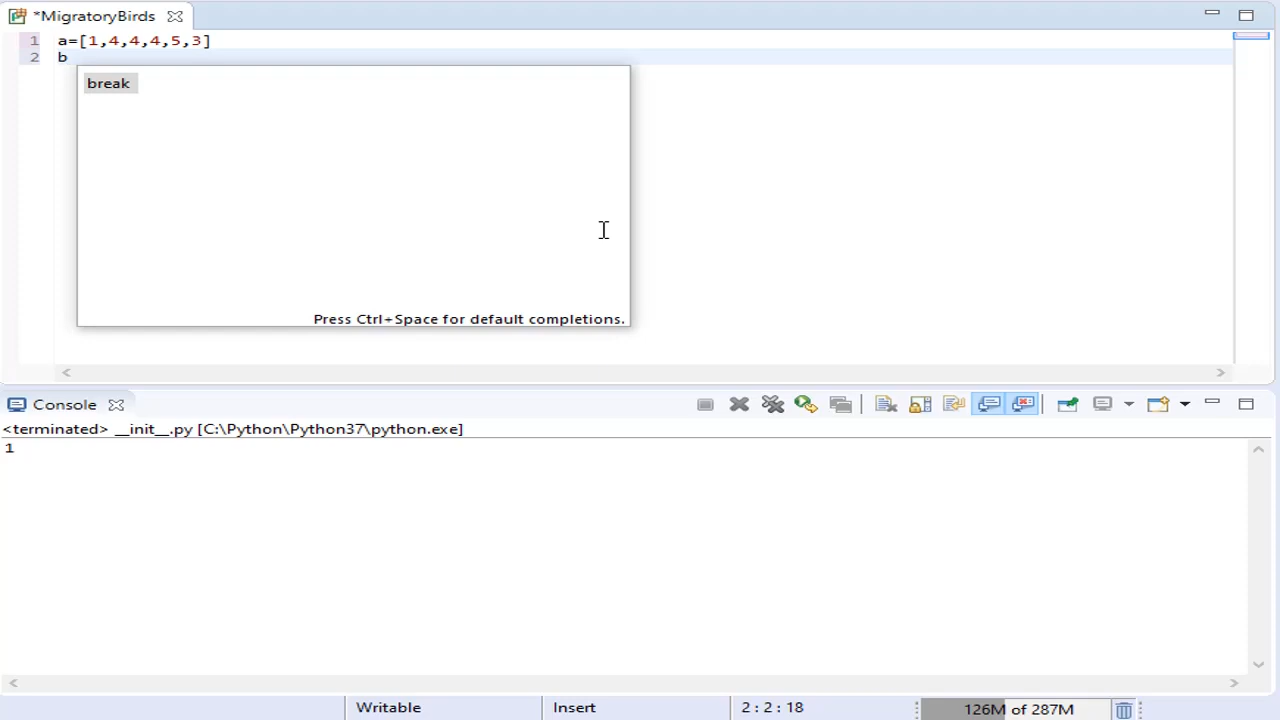 *MigratoryBirds
1 a=[1,4,4,4,5,3]
2 b
break
Press Ctrl+Space for default completions.
Console
<terminated> __init__.py [C:\Python\Python37\python.exe]
1
Writable Insert 2 : 2 : 18 126M of 287M